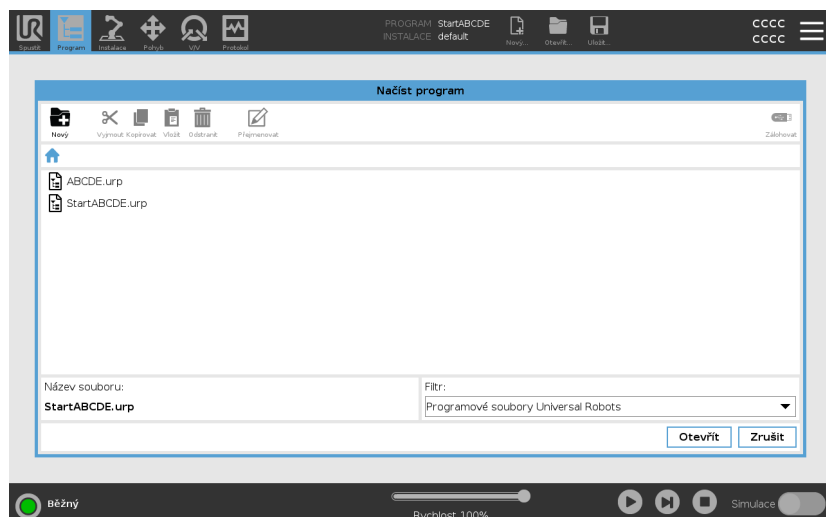 UR
PROGRAM StartABCDE
INSTALACE default
Spustit Program Instalace Pohyb V/V Protokol
Nový... Otevřít... Uložit...
CCCC
CCCC
Načíst program
Nový Vyjmout Kopírovat Vložit Odstranit Přejmenovat Zálohovat
ABCDE.urp
StartABCDE.urp
Název souboru:
StartABCDE.urp
Filtr:
Programové soubory Universal Robots
Otevřít Zrušit
Běžný
Rychlost 100%
Simulace